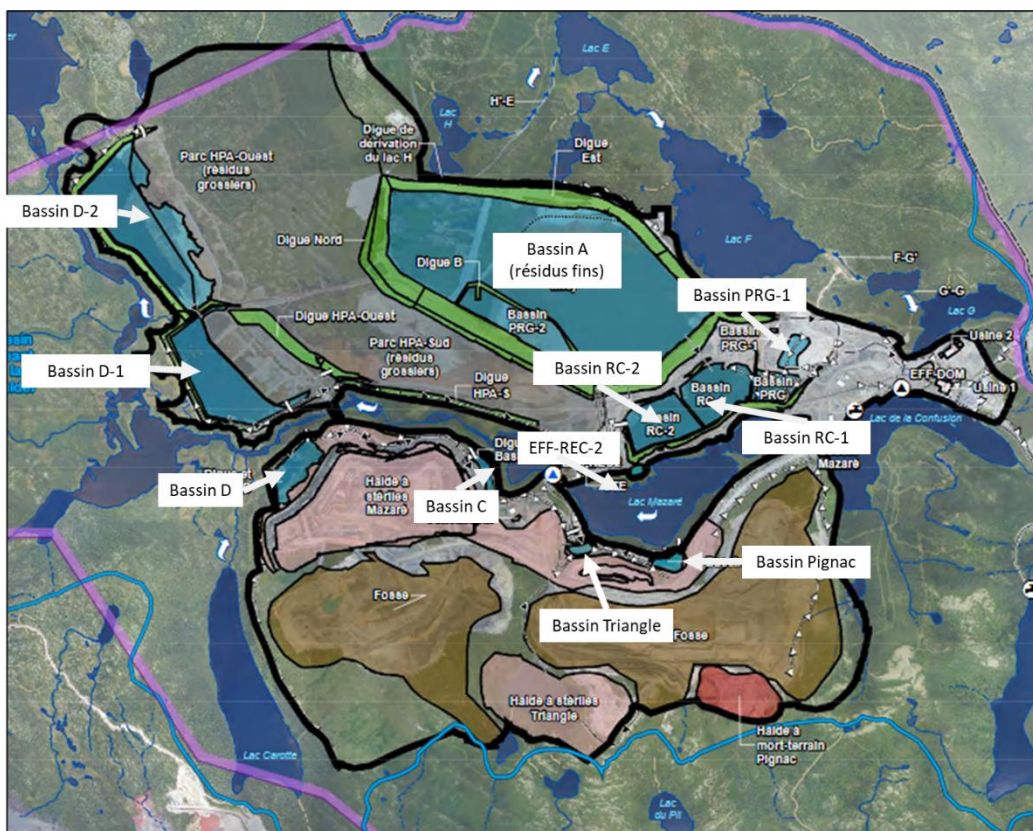 Lac E
H'-E
Lac
H
Digue de
dérivation
du lac H
Digue
Est
Parc HPA-Ouest
(résidus
grossiers)
Bassin D-2
Digue Nord
Bassin A
(résidus fins)
Lac F
F-G'
Digue B
Bassin PRG-1
G'-G
Lac G
Bassin
PRG-2
Digue HPA-Ouest
Bassin
PRG-1
Usine 2
Parc HPA-Sud
(résidus
grossiers)
Bassin RC-2
Bassin D-1
Digue
HPA-S
Bassin
Bassin
PRG
EFF-DOM
Usine 1
RC-2
Bassin RC-1
Lac de la Confusion
EFF-REC-2
Mazaré
Bassin D
Halde à
stériles
Mazaré
Bassin C
Lac Mazaré
Bassin Pignac
Fosse
Bassin Triangle
Fosse
Halde à stériles
Triangle
Halde à
mort-terrain
Pignac
Lac Carotte
Lac
du Pli